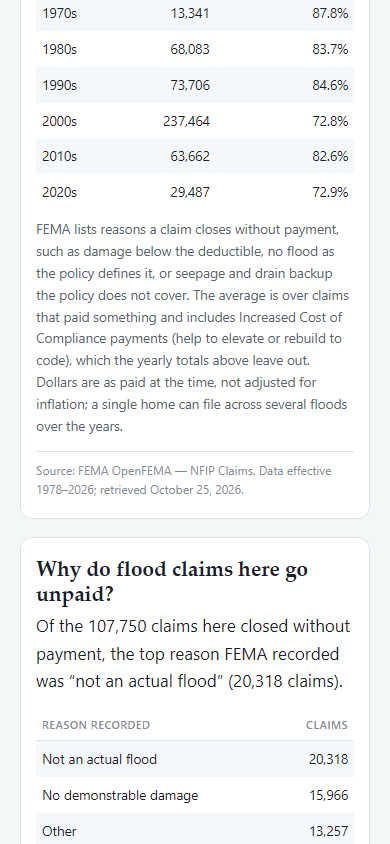 1970s 13,341 87.8%
1980s 68,083 83.7%
1990s 73,706 84.6%
2000s 237,464 72.8%
2010s 63,662 82.6%
2020s 29,487 72.9%
FEMA lists reasons a claim closes without payment,
such as damage below the deductible, no flood as
the policy defines it, or seepage and drain backup
the policy does not cover. The average is over claims
that paid something and includes Increased Cost of
Compliance payments (help to elevate or rebuild to
code), which the yearly totals above leave out.
Dollars are as paid at the time, not adjusted for
inflation; a single home can file across several floods
over the years.
Source: FEMA OpenFEMA — NFIP Claims. Data effective
1978–2026; retrieved October 25, 2026.
Why do flood claims here go
unpaid?
Of the 107,750 claims here closed without
payment, the top reason FEMA recorded
was “not an actual flood” (20,318 claims).
REASON RECORDED CLAIMS
Not an actual flood 20,318
No demonstrable damage 15,966
Other 13,257